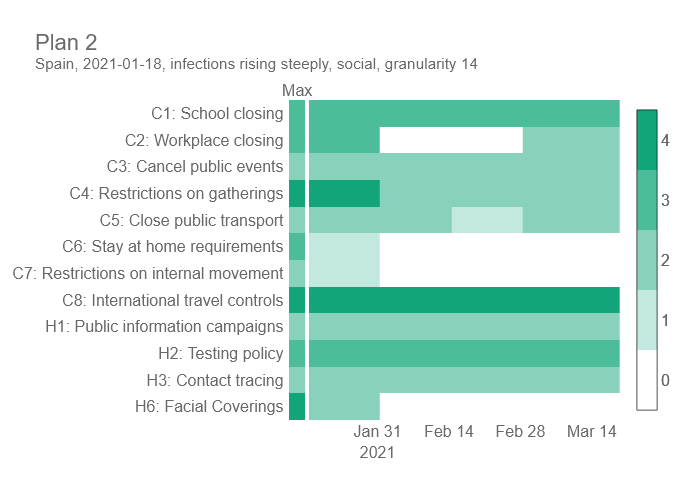 Plan 2
Spain, 2021-01-18, infections rising steeply, social, granularity 14
Max
C1: School closing
C2: Workplace closing
C3: Cancel public events
C4: Restrictions on gatherings
C5: Close public transport
C6: Stay at home requirements
C7: Restrictions on internal movement
C8: International travel controls
H1: Public information campaigns
H2: Testing policy
H3: Contact tracing
H6: Facial Coverings
Jan 31 Feb 14 Feb 28 Mar 14
2021
4
3
2
1
0